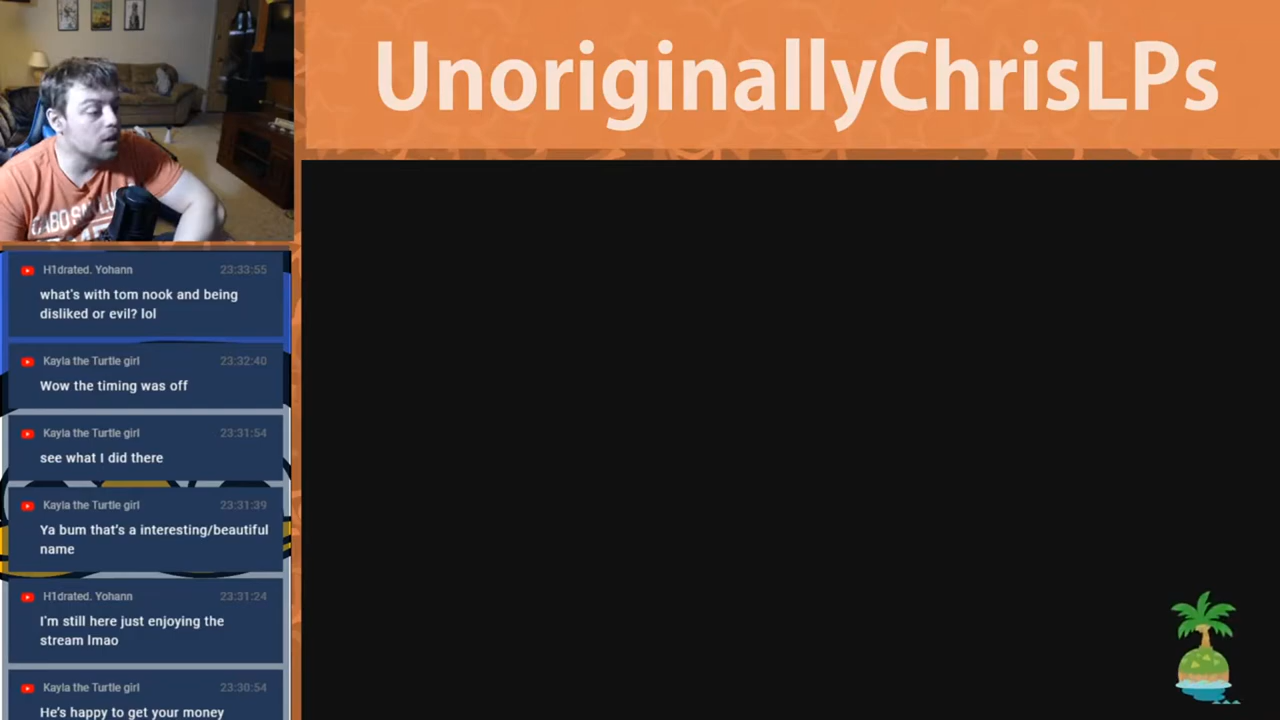 UnoriginallyChrisLPs
H1drated. Yohann 23:33:55
what's with tom nook and being
disliked or evil? lol
Kayla the Turtle girl 23:32:40
Wow the timing was off
Kayla the Turtle girl 23:31:54
see what I did there
Kayla the Turtle girl 23:31:39
Ya bum that's a interesting/beautiful
name
H1drated. Yohann 23:31:24
I'm still here just enjoying the
stream lmao
Kayla the Turtle girl 23:30:54
He's happy to get your money